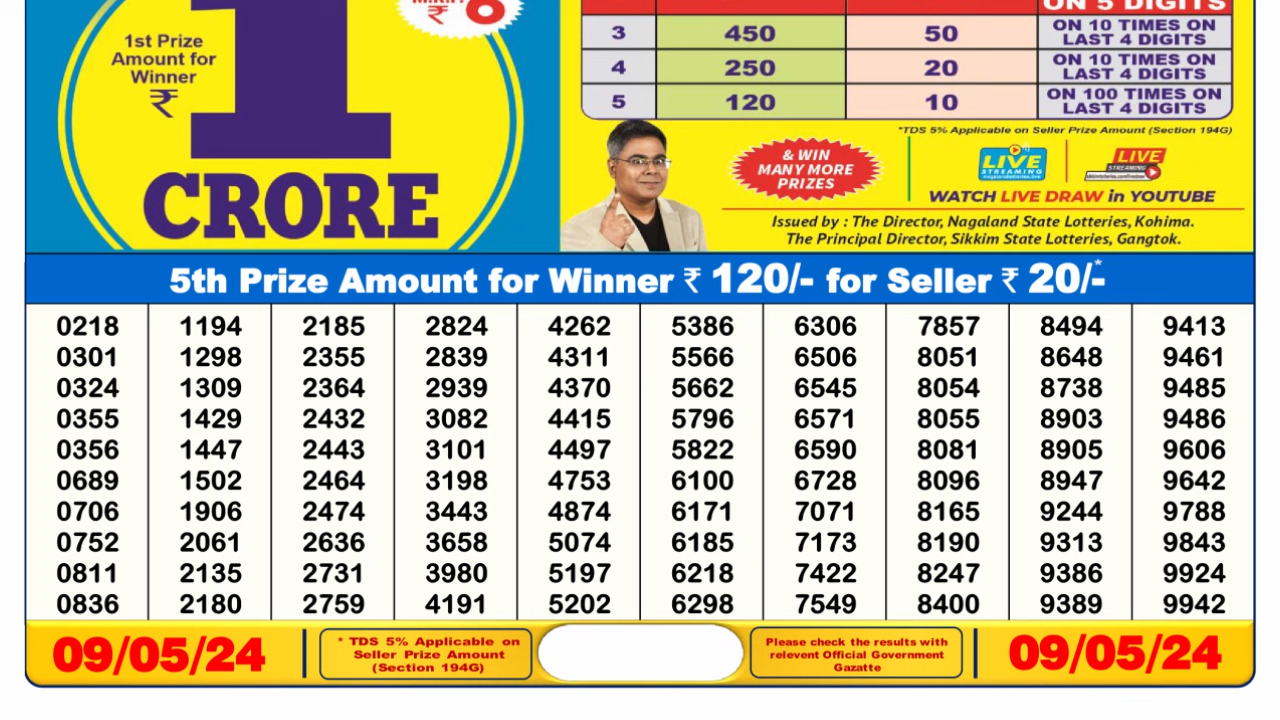 M.R.P.
₹ 6
1st Prize
Amount for
Winner
₹
1
CRORE
ON 5 DIGITS
3 450 50 ON 10 TIMES ON LAST 4 DIGITS
4 250 20 ON 10 TIMES ON LAST 4 DIGITS
5 120 10 ON 100 TIMES ON LAST 4 DIGITS
*TDS 5% Applicable on Seller Prize Amount (Section 194G)
& WIN
MANY MORE
PRIZES
LIVE
STREAMING
LIVE
STREAMING
WATCH LIVE DRAW in YOUTUBE
Issued by : The Director, Nagaland State Lotteries, Kohima.
The Principal Director, Sikkim State Lotteries, Gangtok.
5th Prize Amount for Winner ₹ 120/- for Seller ₹ 20/-*
0218 1194 2185 2824 4262 5386 6306 7857 8494 9413
0301 1298 2355 2839 4311 5566 6506 8051 8648 9461
0324 1309 2364 2939 4370 5662 6545 8054 8738 9485
0355 1429 2432 3082 4415 5796 6571 8055 8903 9486
0356 1447 2443 3101 4497 5822 6590 8081 8905 9606
0689 1502 2464 3198 4753 6100 6728 8096 8947 9642
0706 1906 2474 3443 4874 6171 7071 8165 9244 9788
0752 2061 2636 3658 5074 6185 7173 8190 9313 9843
0811 2135 2731 3980 5197 6218 7422 8247 9386 9924
0836 2180 2759 4191 5202 6298 7549 8400 9389 9942
09/05/24
* TDS 5% Applicable on
Seller Prize Amount
(Section 194G)
Please check the results with
relevent Official Government
Gazatte
09/05/24